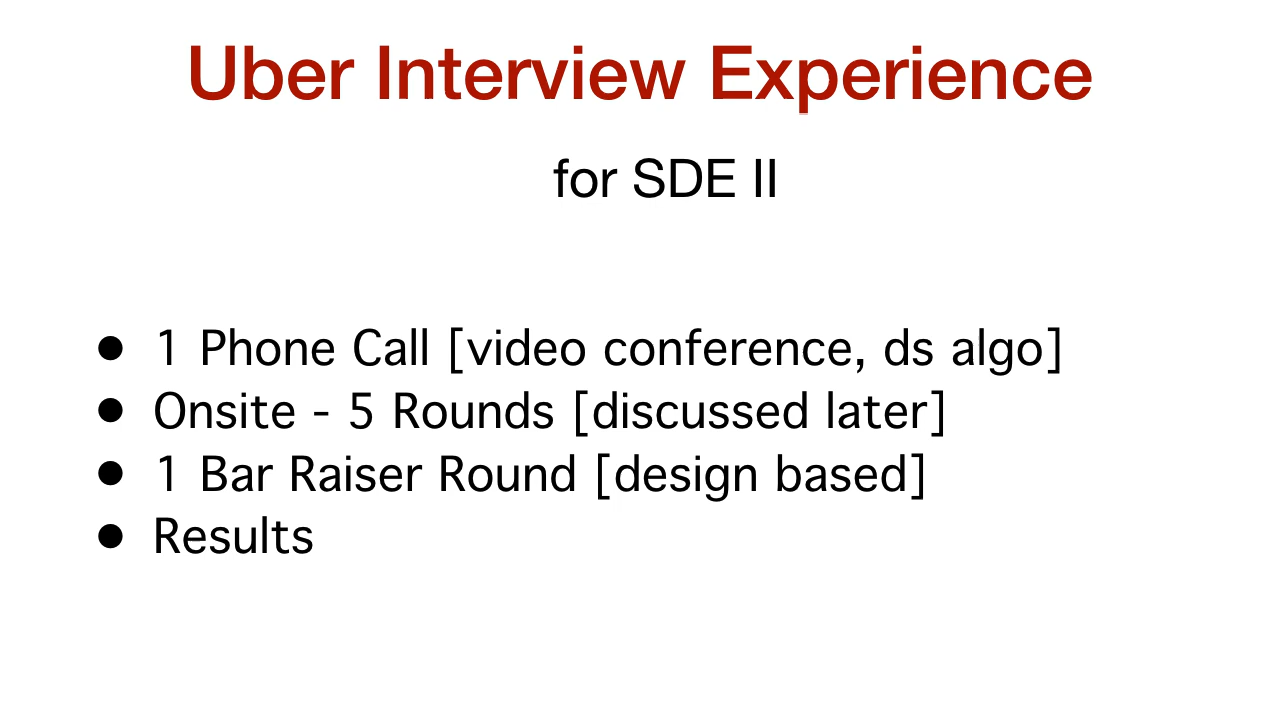 Uber Interview Experience
for SDE II
● 1 Phone Call [video conference, ds algo]
● Onsite - 5 Rounds [discussed later]
● 1 Bar Raiser Round [design based]
● Results